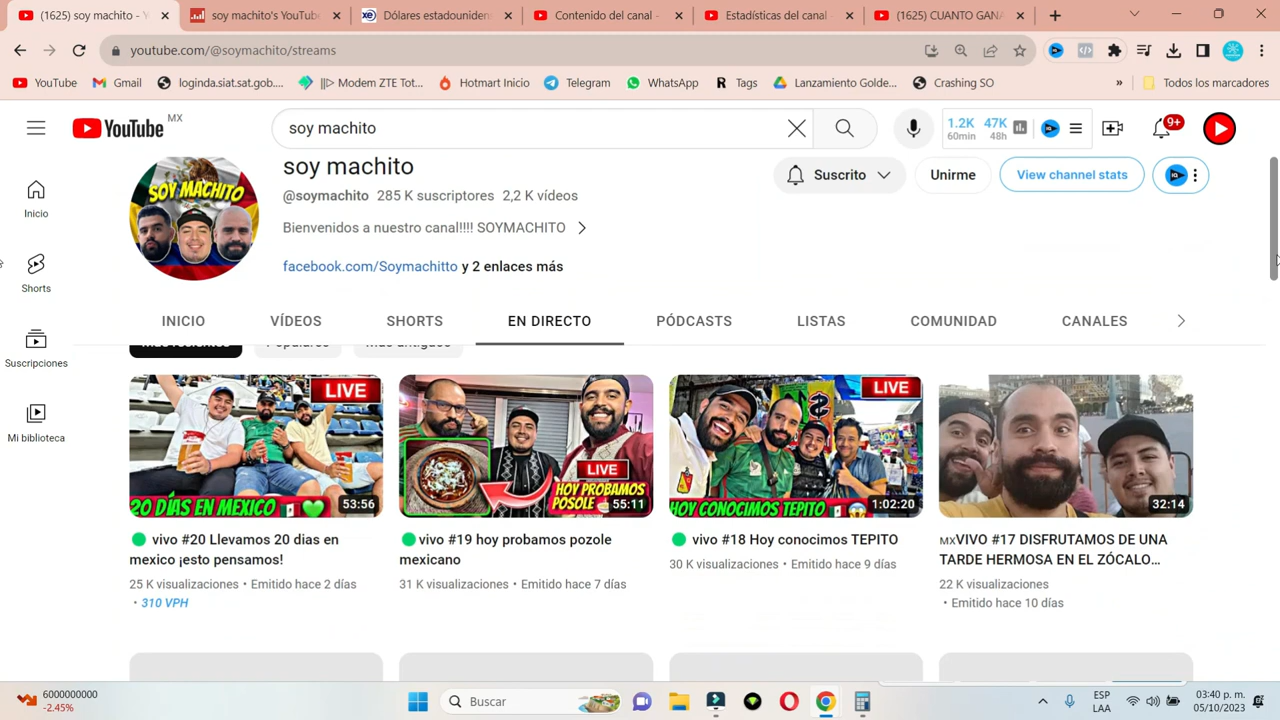 (1625) soy machito - Y
soy machito's YouTube
Dólares estadouniden
Contenido del canal -
Estadísticas del canal -
(1625) CUANTO GAN
youtube.com/@soymachito/streams
YouTube
Gmail
loginda.siat.sat.gob....
||▷ Modem ZTE Tot...
Hotmart Inicio
Telegram
WhatsApp
Tags
Lanzamiento Golde...
Crashing SO
»
Todos los marcadores
YouTube MX
soy machito
1.2K 47K
60min 48h
9+
SOY MACHITO
soy machito
@soymachito 285 K suscriptores 2,2 K vídeos
Bienvenidos a nuestro canal!!!! SOYMACHITO
facebook.com/Soymachitto y 2 enlaces más
Suscrito
Unirme
View channel stats
Inicio
Shorts
Suscripciones
Mi biblioteca
INICIO
VÍDEOS
SHORTS
EN DIRECTO
PÓDCASTS
LISTAS
COMUNIDAD
CANALES
LIVE
20 DÍAS EN MEXICO
53:56
vivo #20 Llevamos 20 dias en
mexico ¡esto pensamos!
25 K visualizaciones • Emitido hace 2 días
• 310 VPH
LIVE
HOY PROBAMOS
POSOLE
55:11
vivo #19 hoy probamos pozole
mexicano
31 K visualizaciones • Emitido hace 7 días
LIVE
HOY CONOCIMOS TEPITO
1:02:20
vivo #18 Hoy conocimos TEPITO
30 K visualizaciones • Emitido hace 9 días
32:14
MXVIVO #17 DISFRUTAMOS DE UNA
TARDE HERMOSA EN EL ZÓCALO...
22 K visualizaciones
• Emitido hace 10 días
6000000000
-2.45%
Buscar
ESP
LAA
03:40 p. m.
05/10/2023